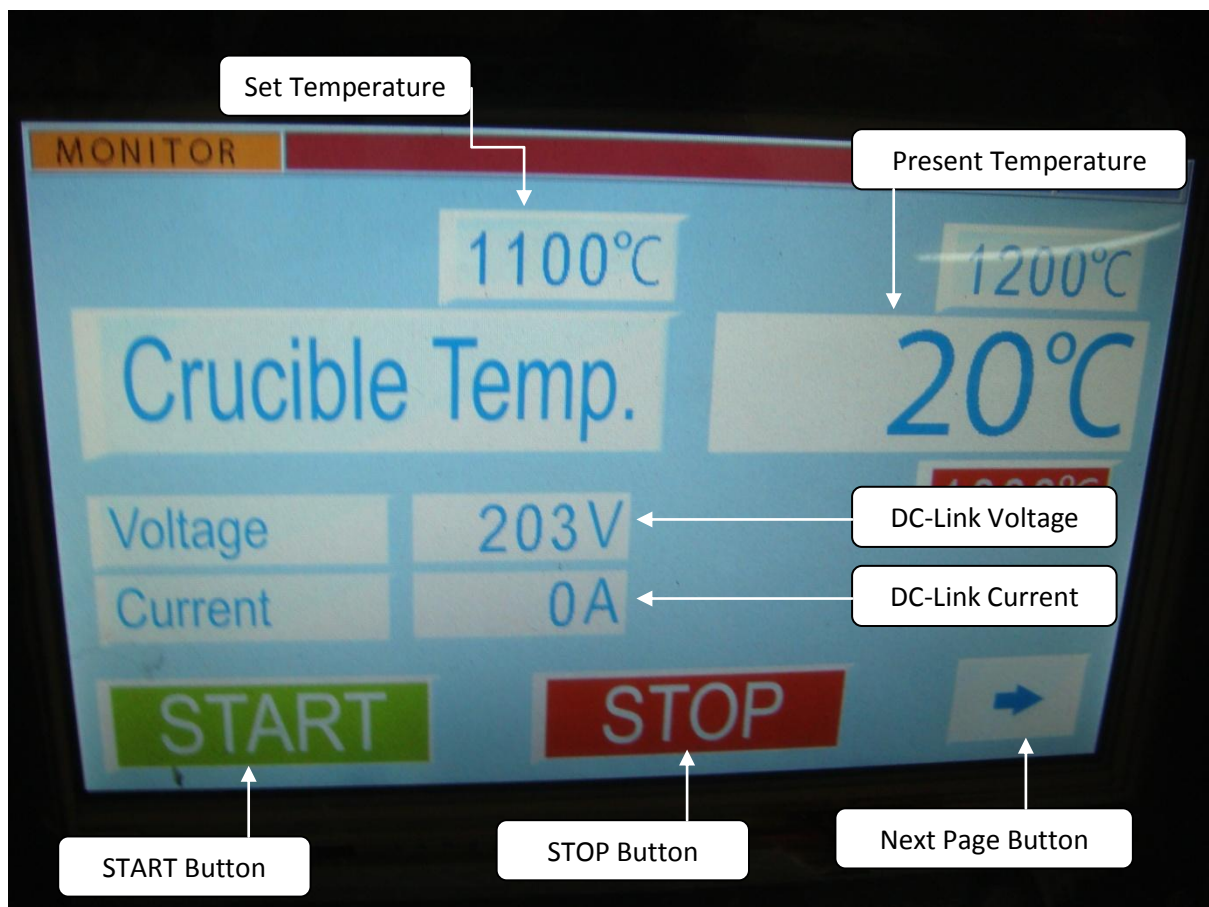 Set Temperature
MONITOR
Present Temperature
1100°C
1200°C
Crucible Temp.
20°C
Voltage
203V
DC-Link Voltage
Current
0A
DC-Link Current
START
STOP
START Button
STOP Button
Next Page Button